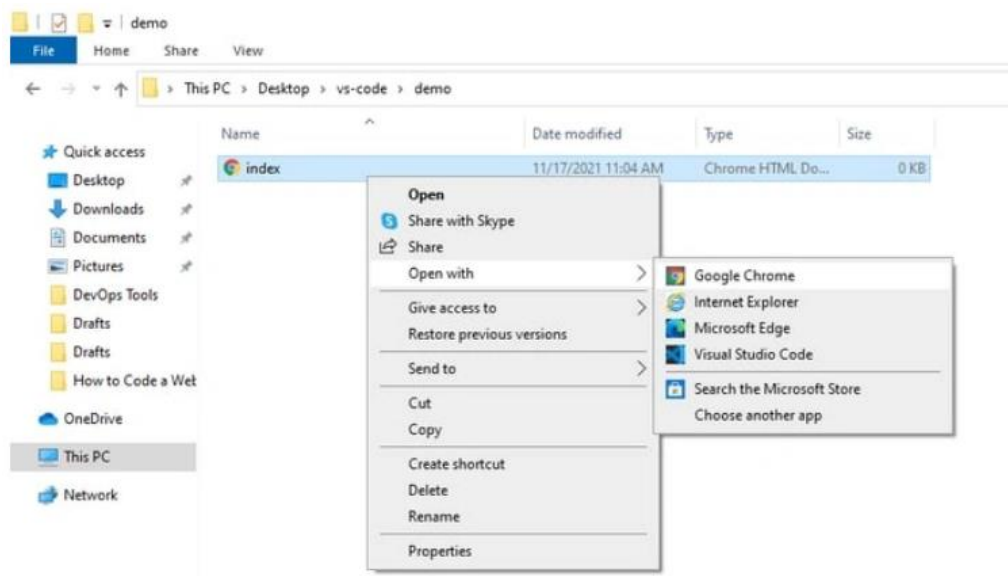 demo
File Home Share View
This PC > Desktop > vs-code > demo
Name Date modified Type Size
Quick access
index 11/17/2021 11:04 AM Chrome HTML Do... 0 KB
Desktop
Downloads
Documents
Pictures
DevOps Tools
Drafts
Drafts
How to Code a Wel
OneDrive
This PC
Network
Open
Share with Skype
Share
Open with
Give access to
Restore previous versions
Send to
Cut
Copy
Create shortcut
Delete
Rename
Properties
Google Chrome
Internet Explorer
Microsoft Edge
Visual Studio Code
Search the Microsoft Store
Choose another app